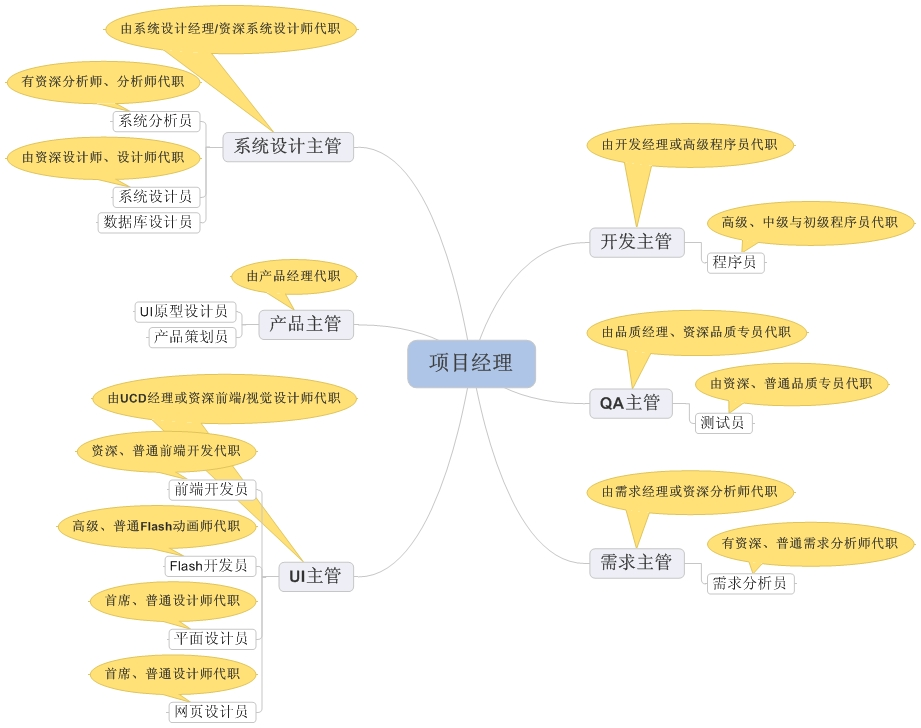 由系统设计经理/资深系统设计师代职
有资深分析师、分析师代职
系统分析员
系统设计主管
由资深设计师、设计师代职
系统设计员
数据库设计员
由产品经理代职
UI原型设计员
产品主管
产品策划员
由UCD经理或资深前端/视觉设计师代职
资深、普通前端开发代职
前端开发员
高级、普通Flash动画师代职
Flash开发员
UI主管
首席、普通设计师代职
平面设计员
首席、普通设计师代职
网页设计员
项目经理
由开发经理或高级程序员代职
高级、中级与初级程序员代职
开发主管
程序员
由品质经理、资深品质专员代职
由资深、普通品质专员代职
QA主管
测试员
由需求经理或资深分析师代职
有资深、普通需求分析师代职
需求主管
需求分析员